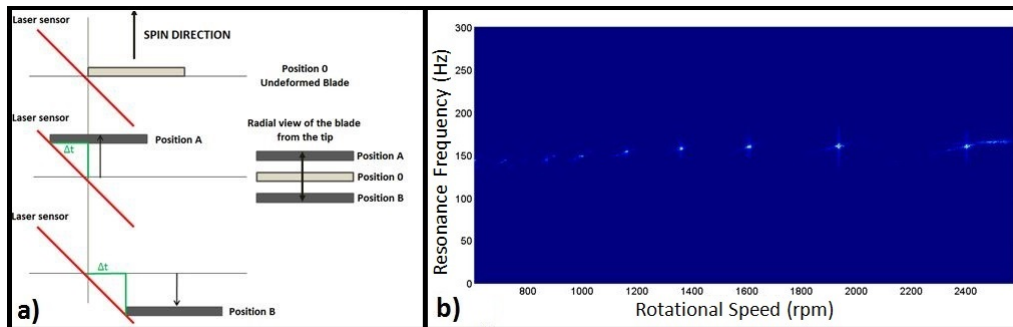 Laser sensor
SPIN DIRECTION
Position 0
Undeformed Blade
Laser sensor
Position A
Δt
Radial view of the blade
from the tip
Position A
Position 0
Position B
Laser sensor
Δt
Position B
a)
300
250
200
150
100
50
0
Resonance Frequency (Hz)
800 1000 1200 1400 1600 1800 2000 2200 2400
Rotational Speed (rpm)
b)